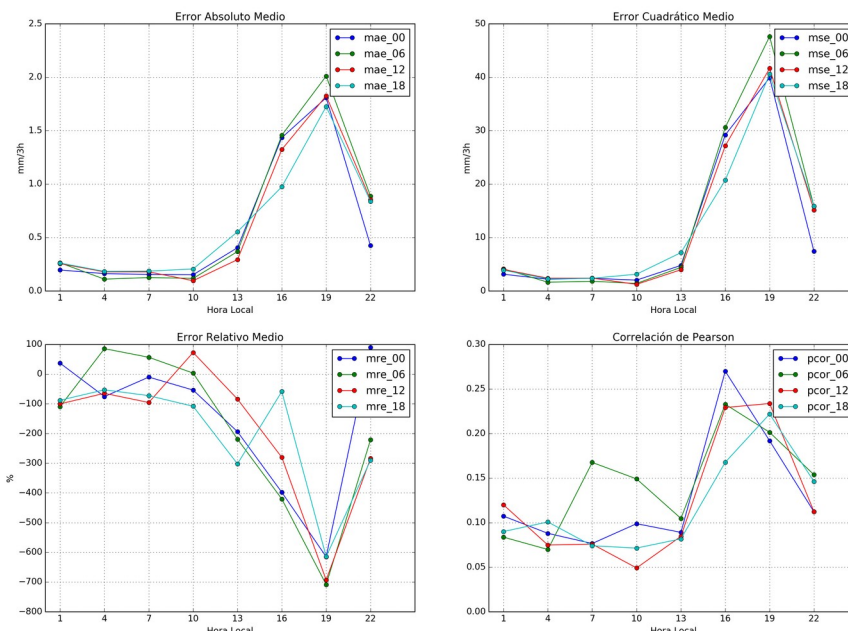 Error Absoluto Medio
2.5
2.0
1.5
1.0
0.5
0.0
mm/3h
1 4 7 10 13 16 19 22
Hora Local
mae_00
mae_06
mae_12
mae_18
Error Cuadrático Medio
50
40
30
20
10
0
mm/3h
1 4 7 10 13 16 19 22
Hora Local
mse_00
mse_06
mse_12
mse_18
Error Relativo Medio
100
0
−100
−200
−300
−400
−500
−600
−700
−800
%
1 4 7 10 13 16 19 22
Hora Local
mre_00
mre_06
mre_12
mre_18
Correlación de Pearson
0.30
0.25
0.20
0.15
0.10
0.05
0.00
1 4 7 10 13 16 19 22
Hora Local
pcor_00
pcor_06
pcor_12
pcor_18